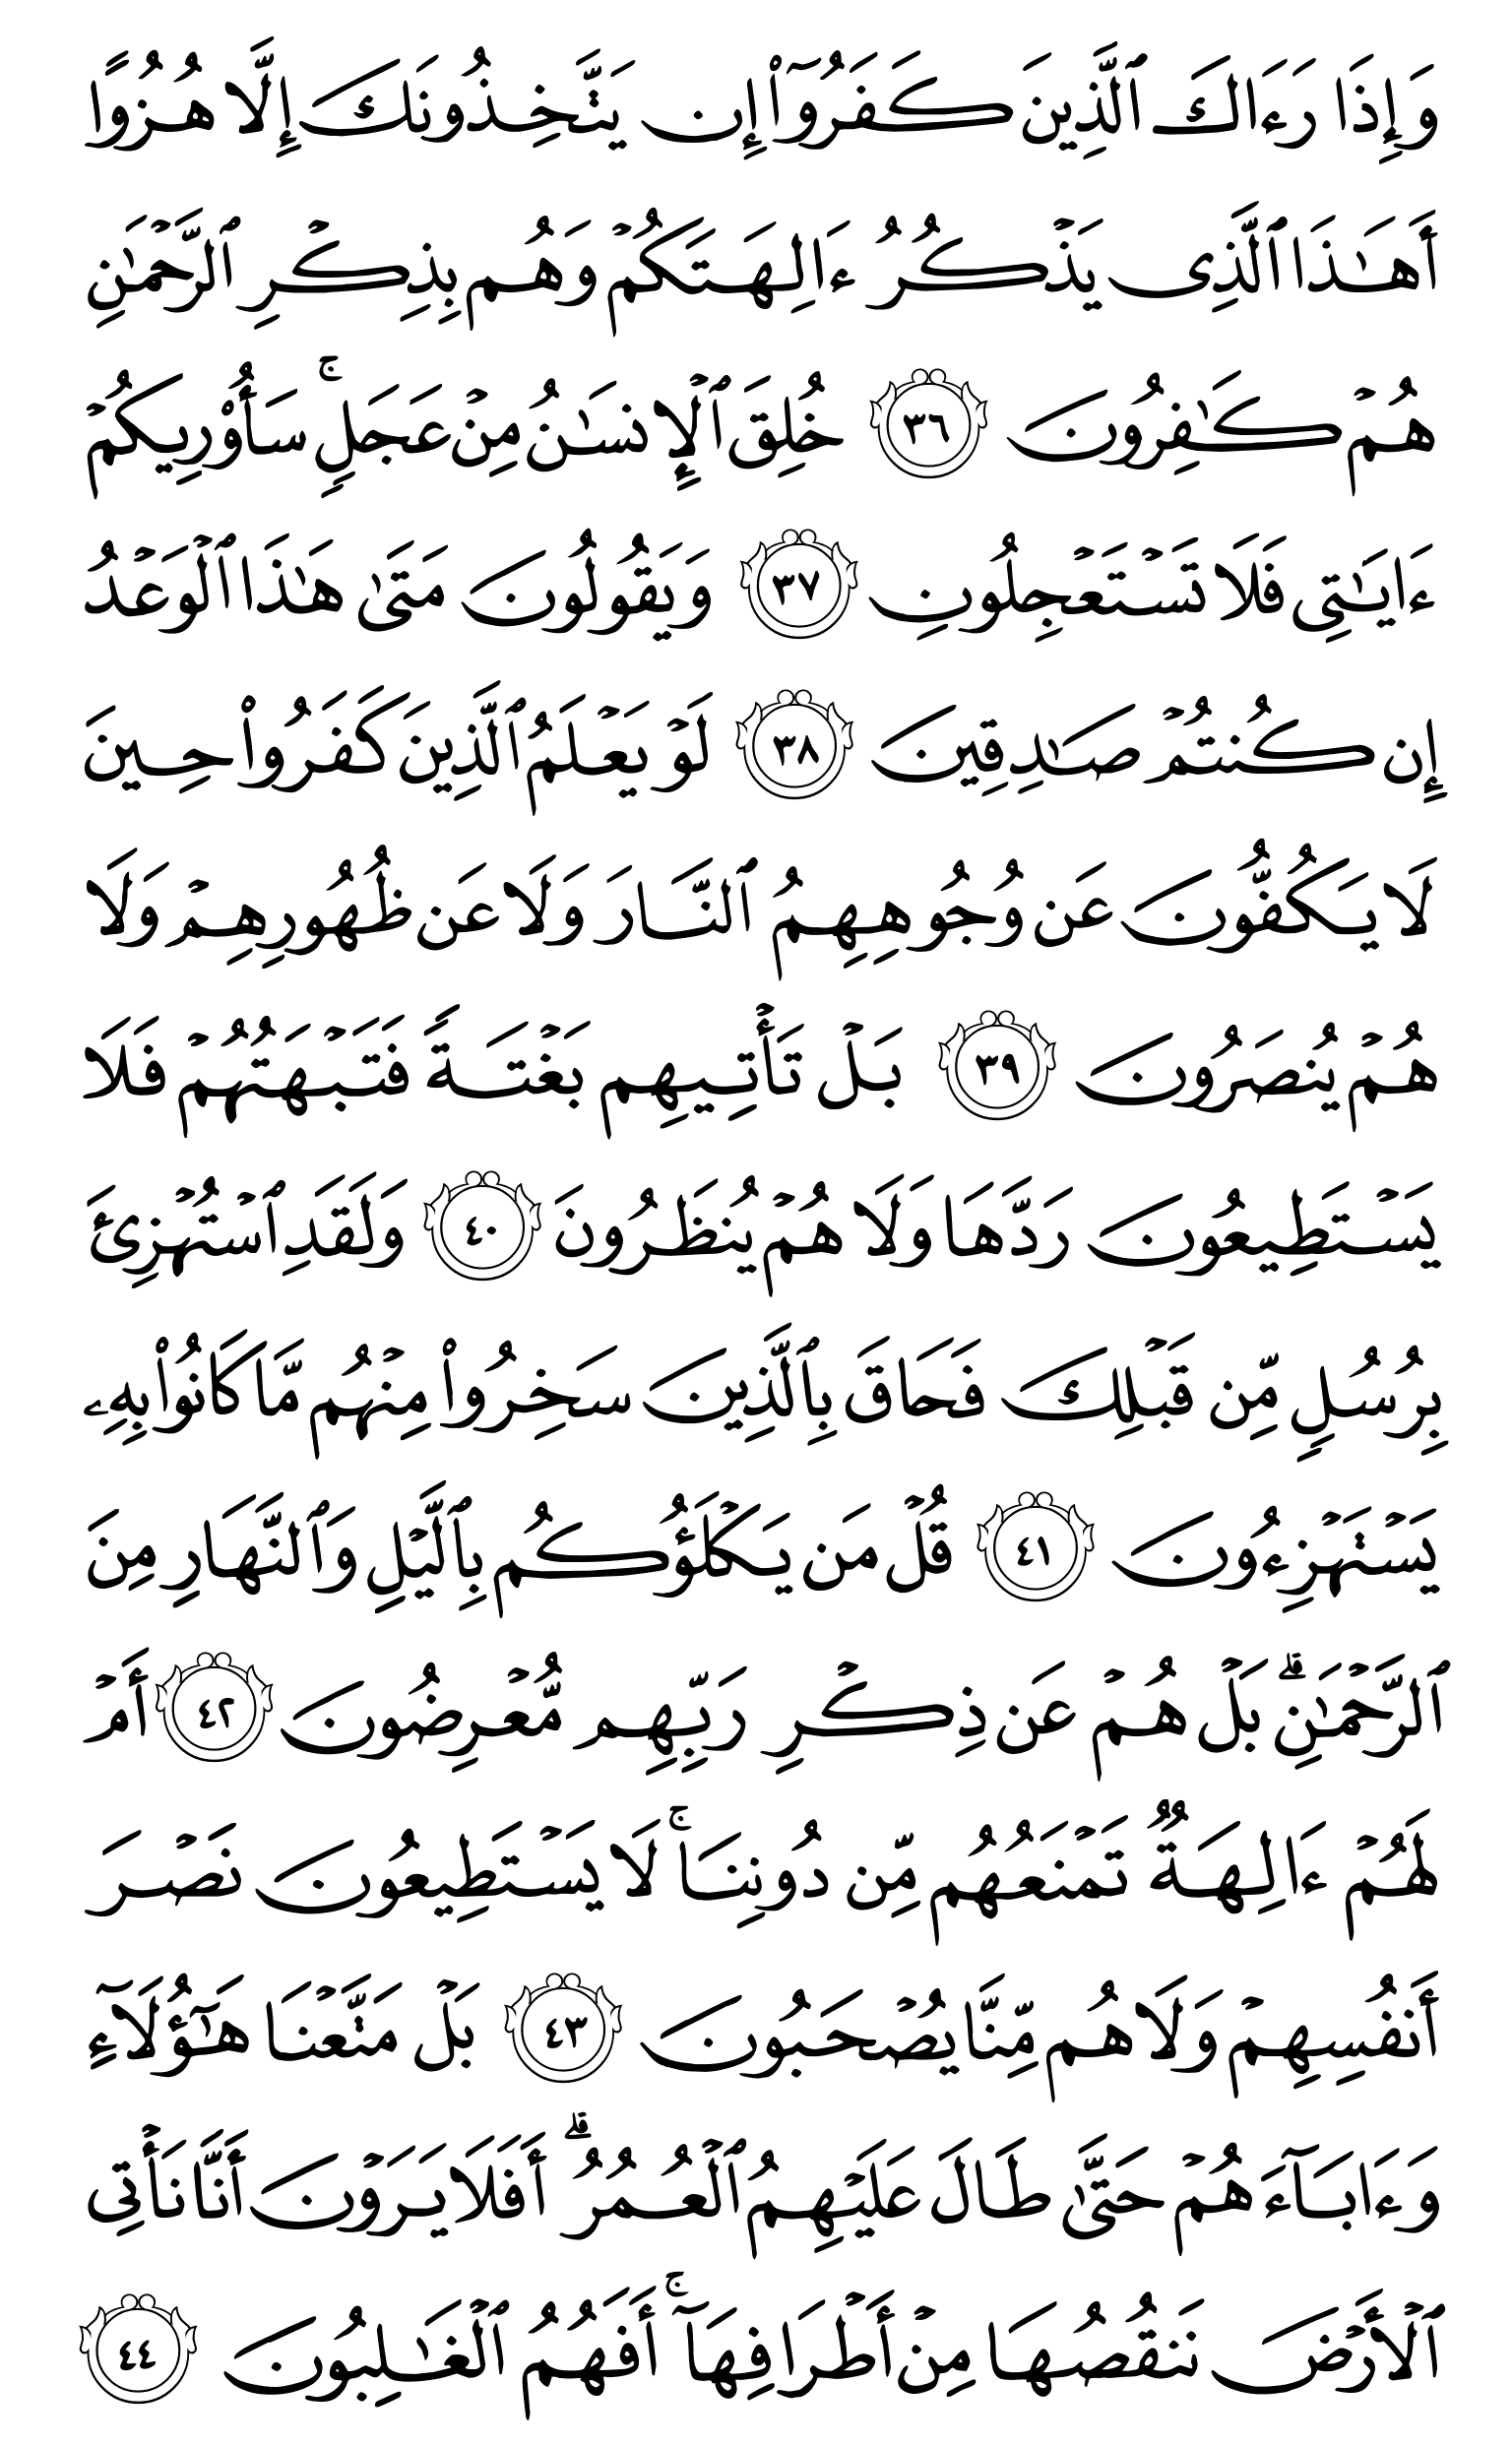 وَإِذَا رَءَاكَ ٱلَّذِينَ كَفَرُوٓا۟ إِن يَتَّخِذُونَكَ إِلَّا هُزُوًا
أَهَـٰذَا ٱلَّذِى يَذْكُرُ ءَالِهَتَكُمْ وَهُم بِذِكْرِ ٱلرَّحْمَـٰنِ
هُمْ كَـٰفِرُونَ ٣٦ خُلِقَ ٱلْإِنسَـٰنُ مِنْ عَجَلٍ ۚ سَأُو۟رِيكُمْ
ءَايَـٰتِى فَلَا تَسْتَعْجِلُونِ ٣٧ وَيَقُولُونَ مَتَىٰ هَـٰذَا ٱلْوَعْدُ
إِن كُنتُمْ صَـٰدِقِينَ ٣٨ لَوْ يَعْلَمُ ٱلَّذِينَ كَفَرُوا۟ حِينَ
لَا يَكُفُّونَ عَن وُجُوهِهِمُ ٱلنَّارَ وَلَا عَن ظُهُورِهِمْ وَلَا
هُمْ يُنصَرُونَ ٣٩ بَلْ تَأْتِيهِم بَغْتَةً فَتَبْهَتُهُمْ فَلَا
يَسْتَطِيعُونَ رَدَّهَا وَلَا هُمْ يُنظَرُونَ ٤٠ وَلَقَدِ ٱسْتُهْزِئَ
بِرُسُلٍ مِّن قَبْلِكَ فَحَاقَ بِٱلَّذِينَ سَخِرُوا۟ مِنْهُم مَّا كَانُوا۟ بِهِۦ
يَسْتَهْزِءُونَ ٤١ قُلْ مَن يَكْلَؤُكُم بِٱلَّيْلِ وَٱلنَّهَارِ مِنَ
ٱلرَّحْمَـٰنِ ۗ بَلْ هُمْ عَن ذِكْرِ رَبِّهِم مُّعْرِضُونَ ٤٢ أَمْ
لَهُمْ ءَالِهَةٌ تَمْنَعُهُم مِّن دُونِنَا ۚ لَا يَسْتَطِيعُونَ نَصْرَ
أَنفُسِهِمْ وَلَا هُم مِّنَّا يُصْحَبُونَ ٤٣ بَلْ مَتَّعْنَا هَـٰٓؤُلَآءِ
وَءَابَآءَهُمْ حَتَّىٰ طَالَ عَلَيْهِمُ ٱلْعُمُرُ ۗ أَفَلَا يَرَوْنَ أَنَّا نَأْتِى
ٱلْأَرْضَ نَنقُصُهَا مِنْ أَطْرَافِهَآ ۚ أَفَهُمُ ٱلْغَـٰلِبُونَ ٤٤